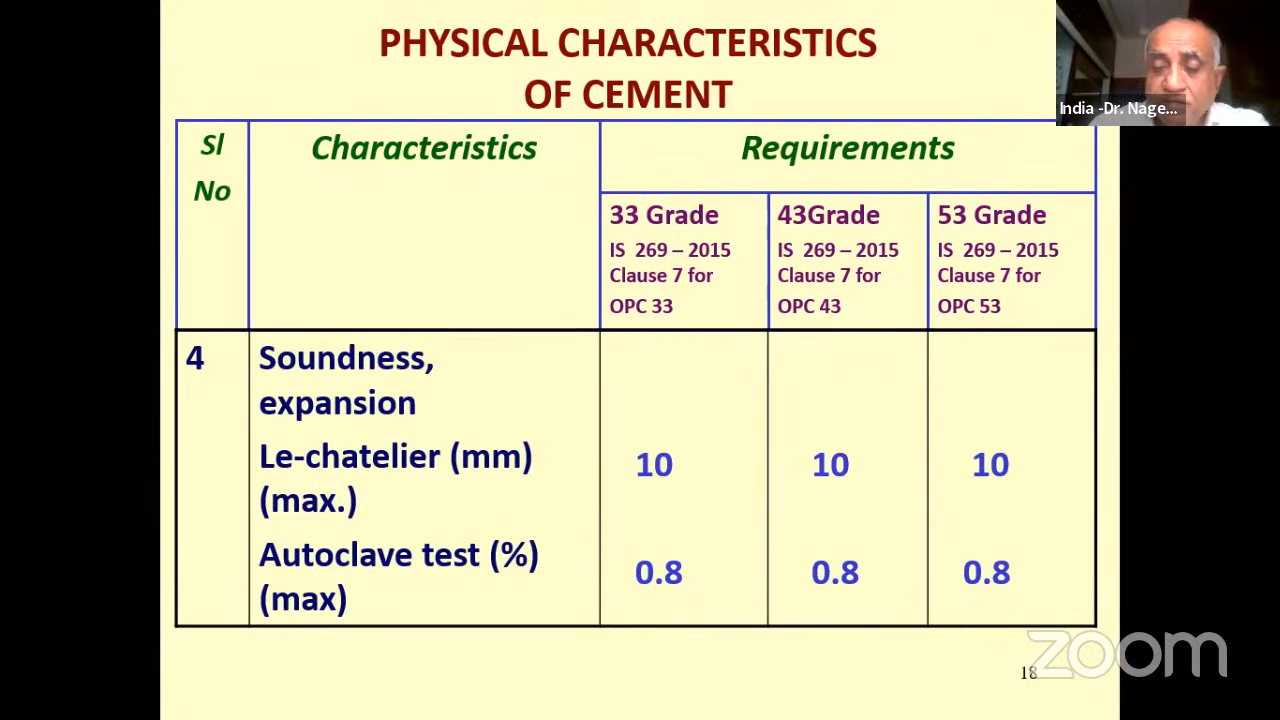 PHYSICAL CHARACTERISTICS
OF CEMENT
India -Dr. Nage...
Sl
No
Characteristics
Requirements
33 Grade
IS 269 – 2015
Clause 7 for
OPC 33
43Grade
IS 269 – 2015
Clause 7 for
OPC 43
53 Grade
IS 269 – 2015
Clause 7 for
OPC 53
4
Soundness,
expansion
Le-chatelier (mm)
(max.)
10
10
10
Autoclave test (%)
(max)
0.8
0.8
0.8
zoom
18